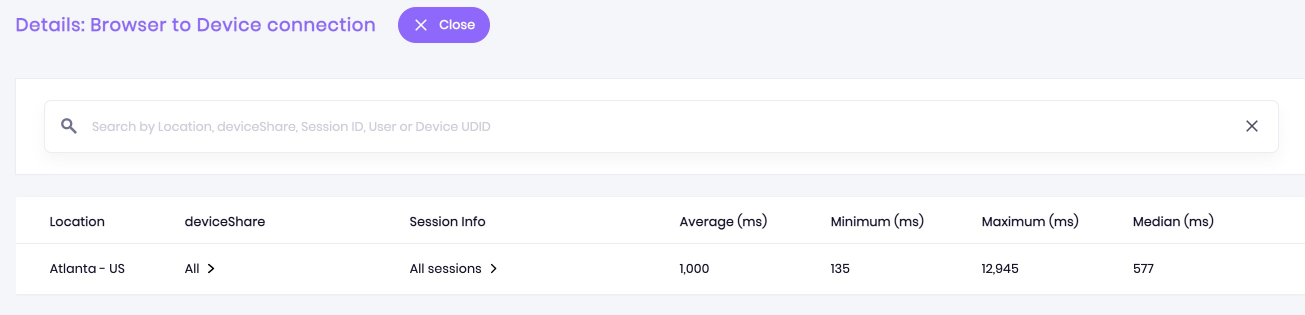 Details: Browser to Device connection
Close
Search by Location, deviceShare, Session ID, User or Device UDID
Location deviceShare Session Info Average (ms) Minimum (ms) Maximum (ms) Median (ms)
Atlanta - US All All sessions 1,000 135 12,945 577